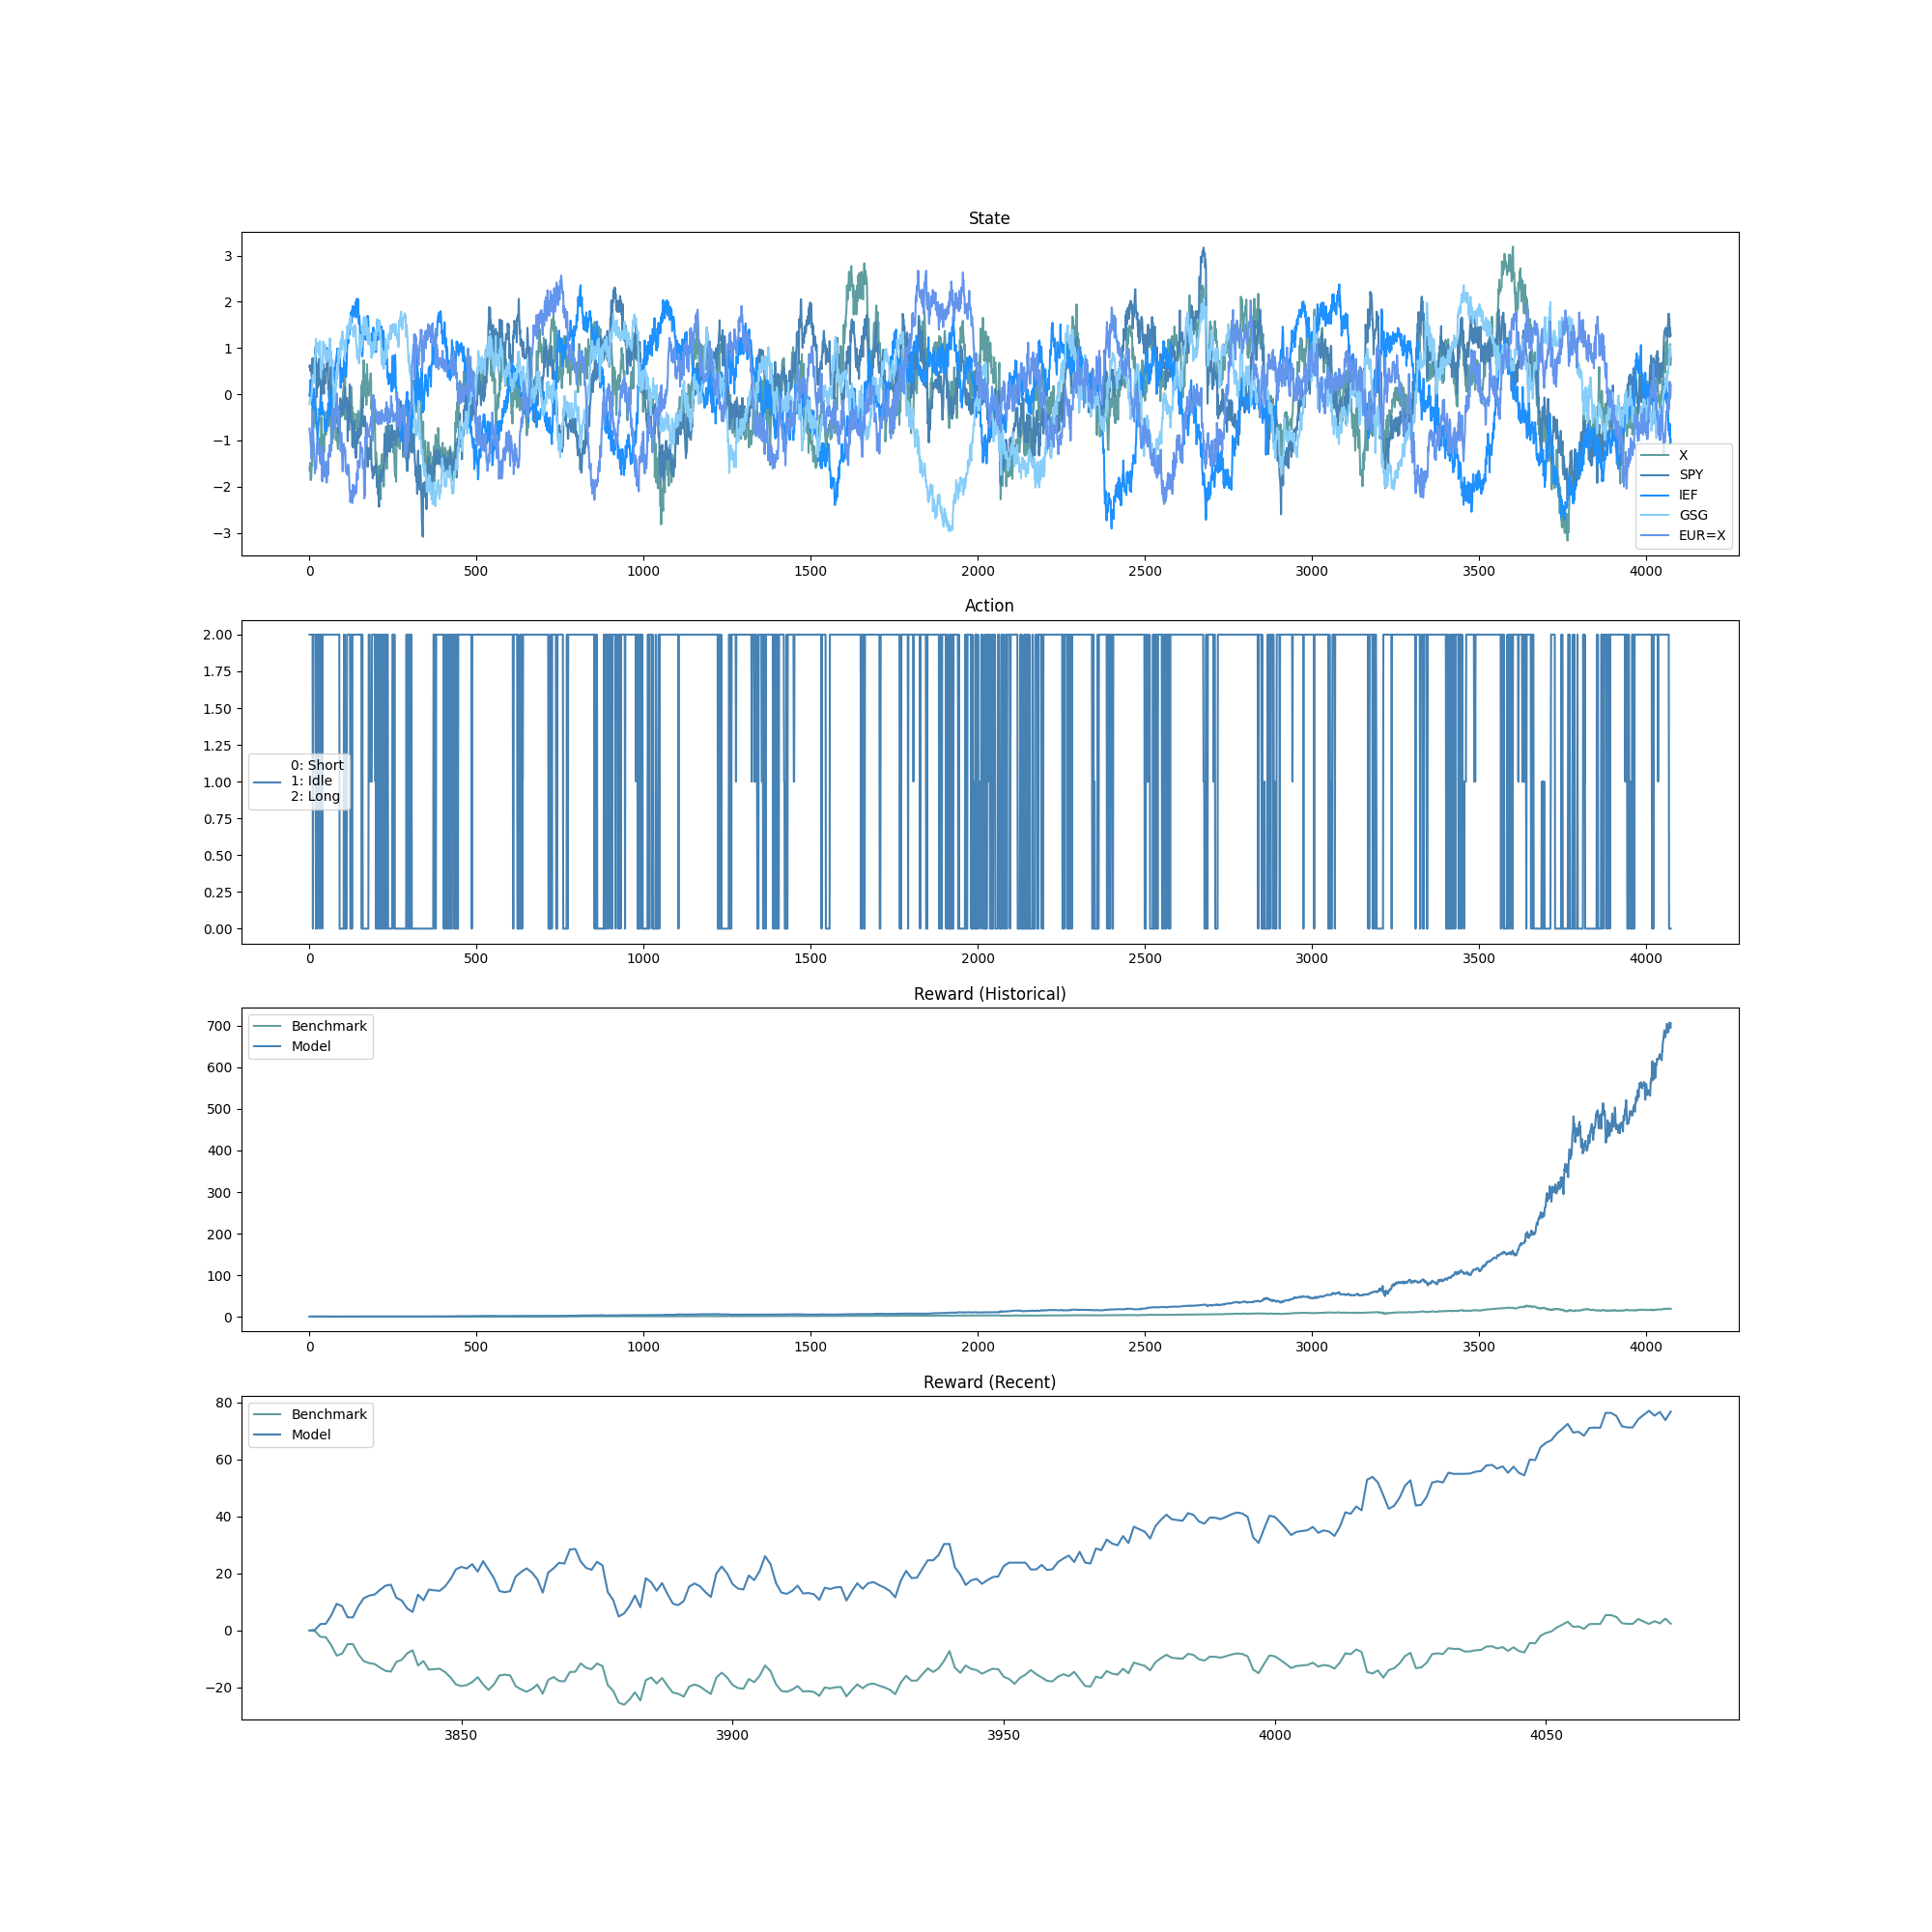 State
3
2
1
0
−1
−2
−3
X
SPY
IEF
GSG
EUR=X
0 500 1000 1500 2000 2500 3000 3500 4000
Action
2.00
1.75
1.50
1.25
1.00
0.75
0.50
0.25
0.00
0: Short
1: Idle
2: Long
0 500 1000 1500 2000 2500 3000 3500 4000
Reward (Historical)
700
600
500
400
300
200
100
0
Benchmark
Model
0 500 1000 1500 2000 2500 3000 3500 4000
Reward (Recent)
80
60
40
20
0
−20
Benchmark
Model
3850 3900 3950 4000 4050